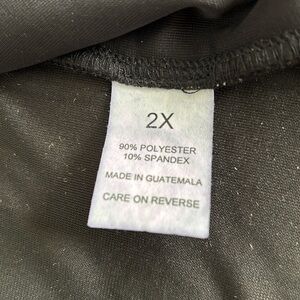 2X
90% POLYESTER
10% SPANDEX
MADE IN GUATEMALA
CARE ON REVERSE